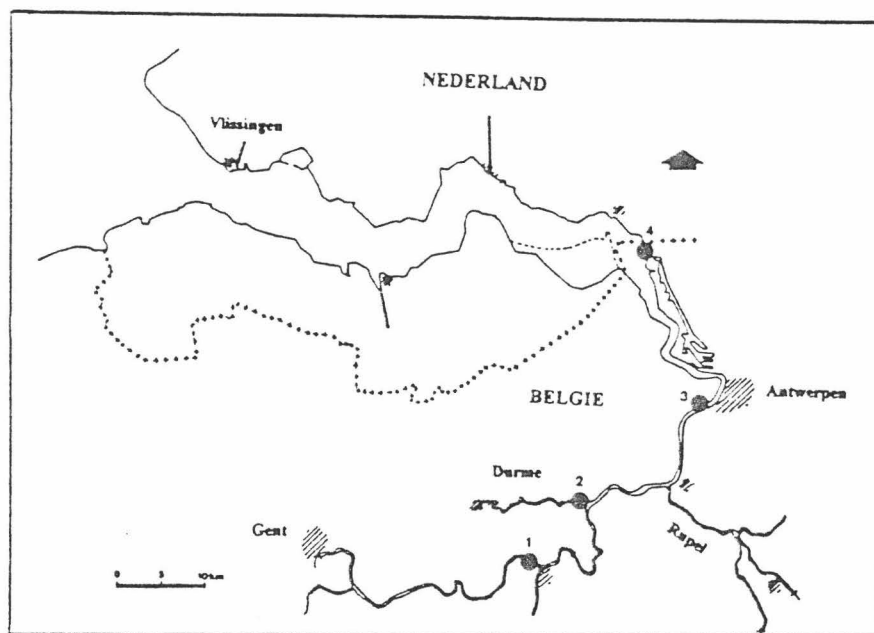 NEDERLAND
Vlissingen
4
BELGIE
3
Antwerpen
Durme
2
Gent
1
Rupel
0 5 10 km